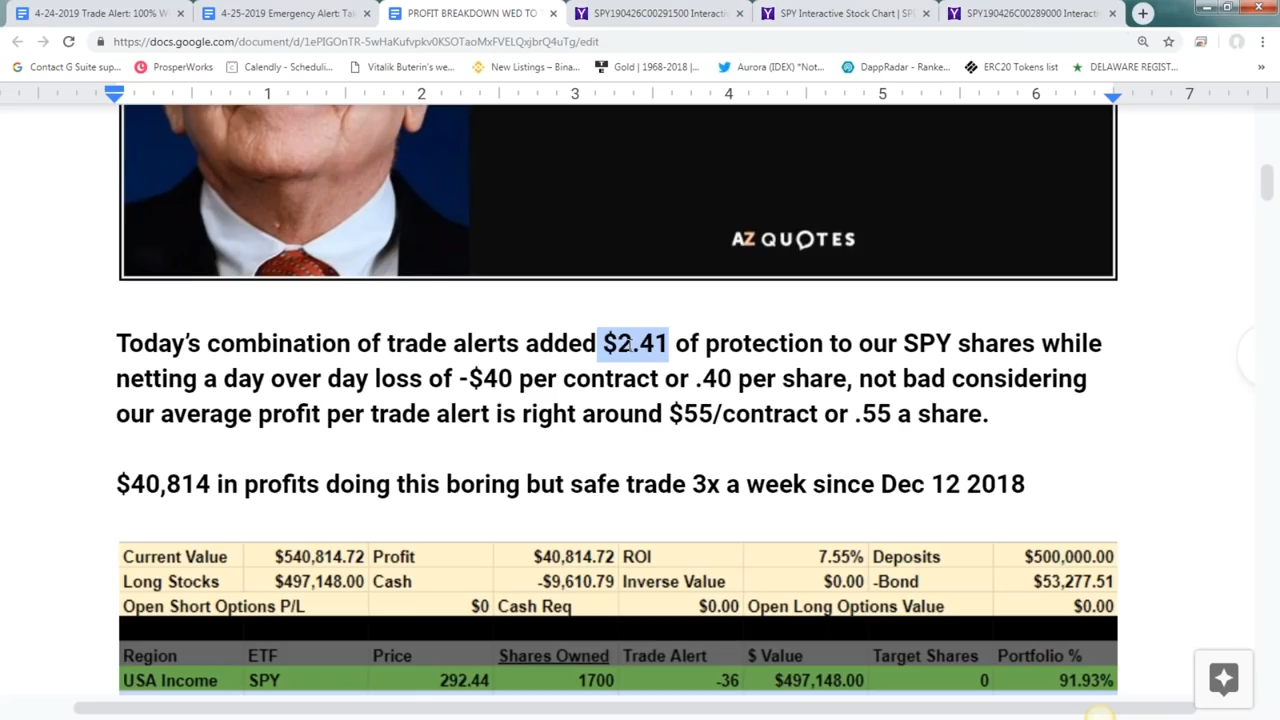 4-24-2019 Trade Alert: 100% W
4-25-2019 Emergency Alert: Tak
PROFIT BREAKDOWN WED TO
SPY190426C00291500 Interacti
SPY Interactive Stock Chart | SP
SPY190426C00289000 Interacti
https://docs.google.com/document/d/1ePIGOnTR-5wHaKufvpkv0KSOTaoMxFVELQxjbrQ4uTg/edit
Contact G Suite sup...
ProsperWorks
Calendly - Scheduli...
Vitalik Buterin's we...
New Listings – Bina...
Gold | 1968-2018 |...
Aurora (IDEX) *Not...
DappRadar - Ranke...
ERC20 Tokens list
DELAWARE REGIST...
1 2 3 4 5 6 7
AZ QUOTES
Today's combination of trade alerts added $2.41 of protection to our SPY shares while
netting a day over day loss of -$40 per contract or .40 per share, not bad considering
our average profit per trade alert is right around $55/contract or .55 a share.
$40,814 in profits doing this boring but safe trade 3x a week since Dec 12 2018
Current Value $540,814.72 Profit $40,814.72 ROI 7.55% Deposits $500,000.00
Long Stocks $497,148.00 Cash -$9,610.79 Inverse Value $0.00 -Bond $53,277.51
Open Short Options P/L $0 Cash Req $0.00 Open Long Options Value $0.00
Region ETF Price Shares Owned Trade Alert $ Value Target Shares Portfolio %
USA Income SPY 292.44 1700 -36 $497,148.00 0 91.93%